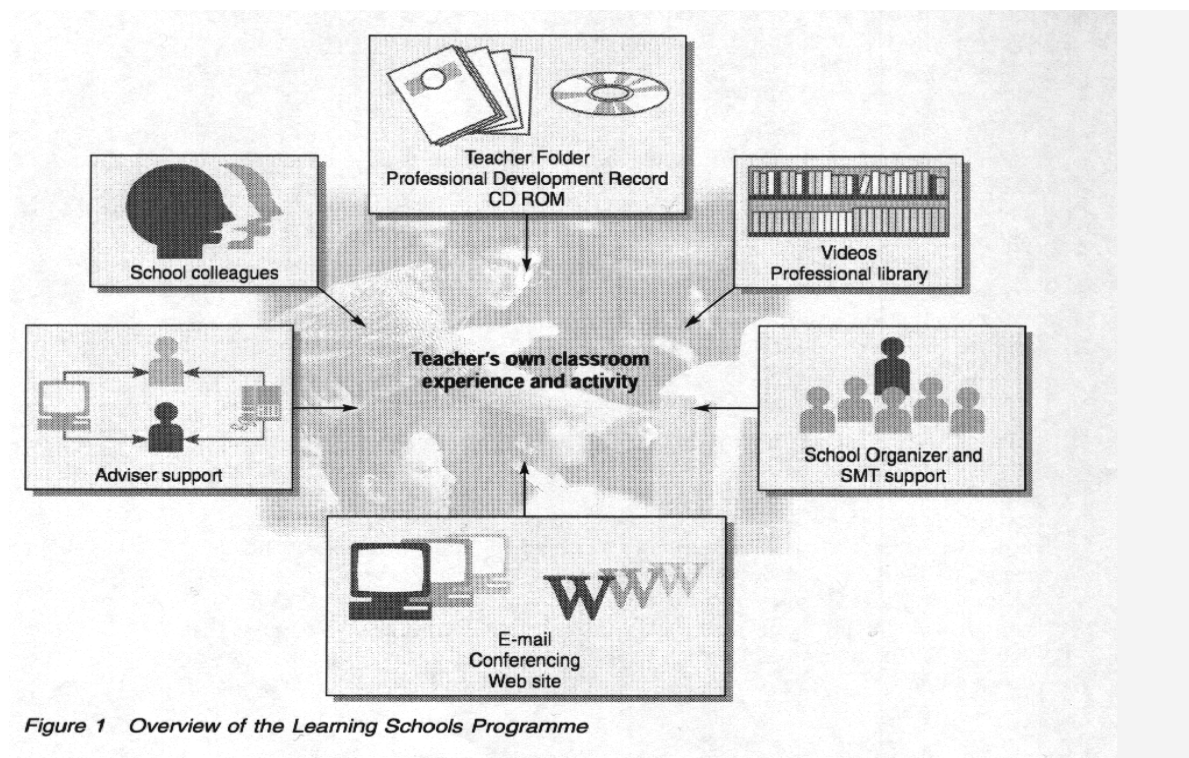 Teacher Folder
Professional Development Record
CD ROM
School colleagues
Videos
Professional library
Teacher's own classroom
experience and activity
Adviser support
School Organizer and
SMT support
WWW
E-mail
Conferencing
Web site
Figure 1 Overview of the Learning Schools Programme